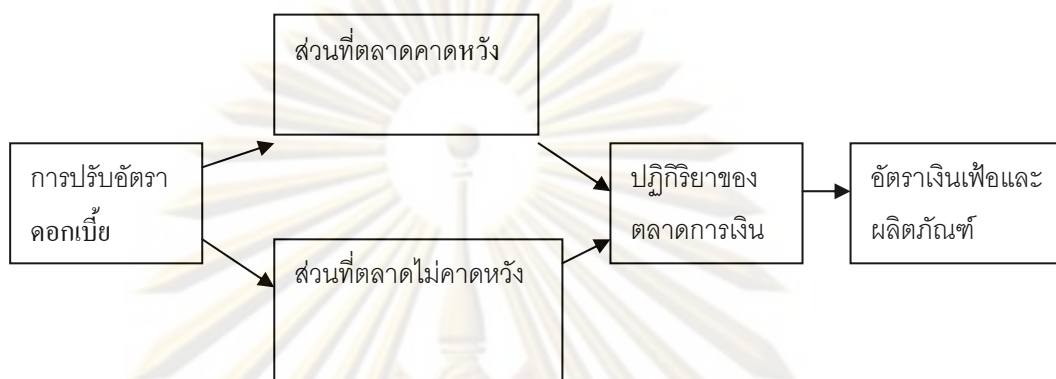 ส่วนที่ตลาดคาดหวัง
การปรับอัตรา
ดอกเบี้ย
ส่วนที่ตลาดไม่คาดหวัง
ปฏิกิริยาของ
ตลาดการเงิน
อัตราเงินเฟ้อและ
ผลิตภัณฑ์